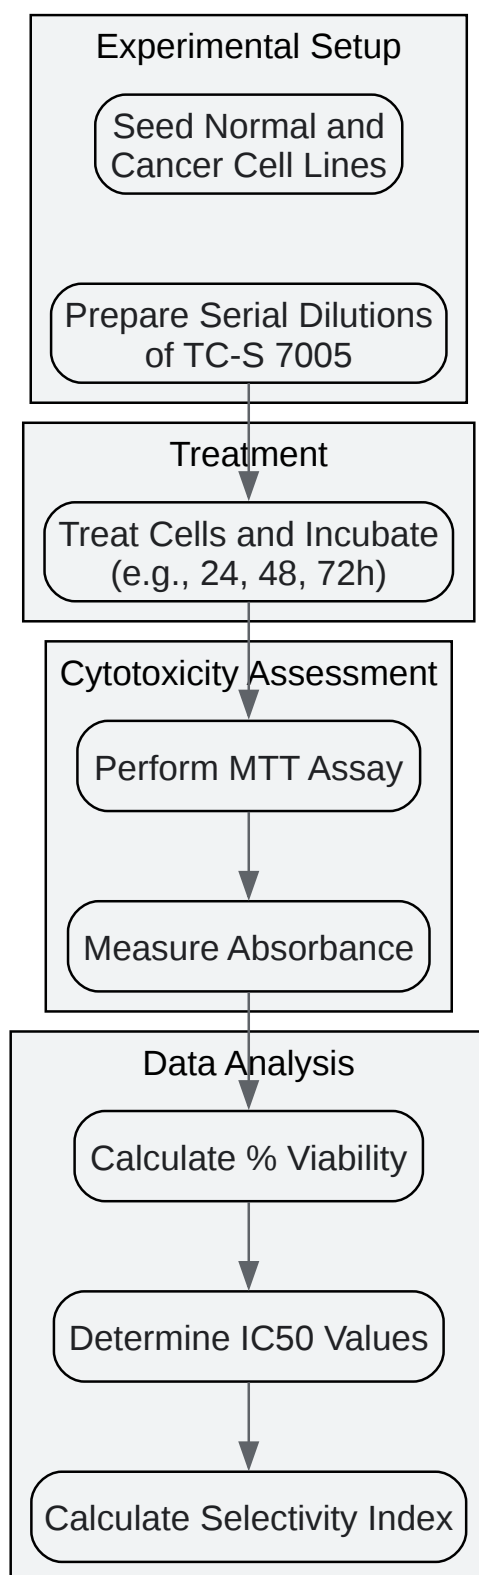 Experimental Setup
Seed Normal and
Cancer Cell Lines
Prepare Serial Dilutions
of TC-S 7005
Treatment
Treat Cells and Incubate
(e.g., 24, 48, 72h)
Cytotoxicity Assessment
Perform MTT Assay
Measure Absorbance
Data Analysis
Calculate % Viability
Determine IC50 Values
Calculate Selectivity Index